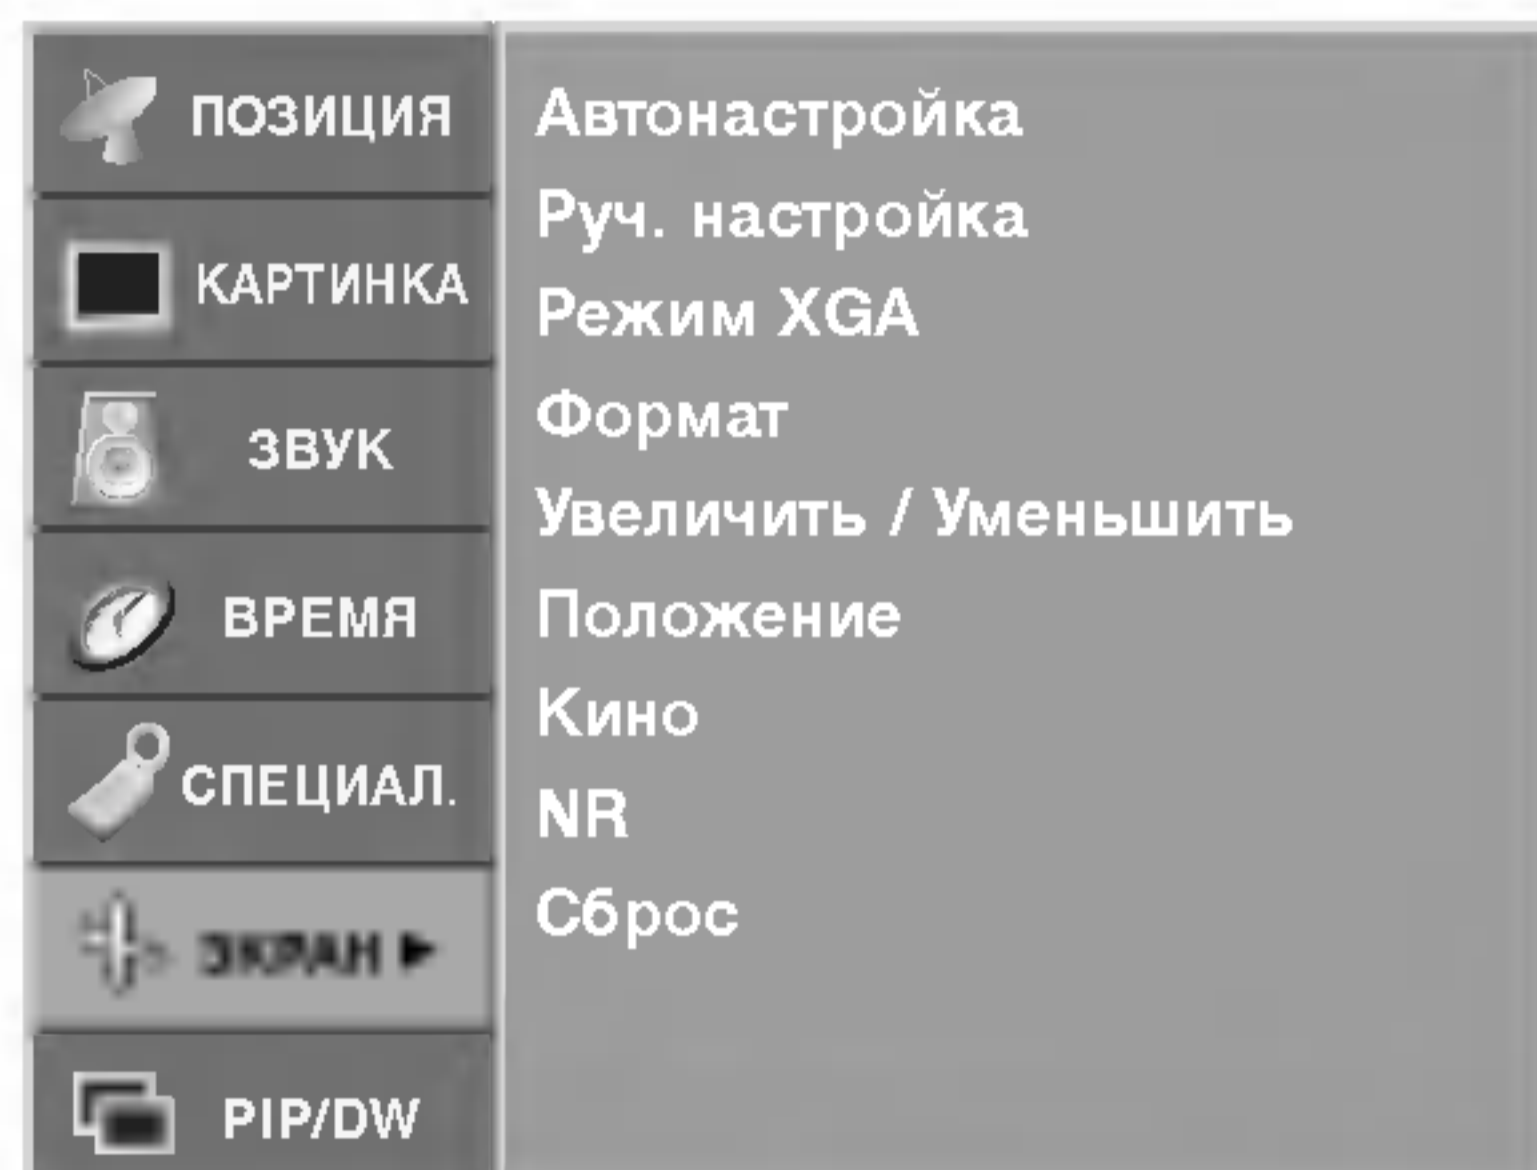 ПОЗИЦИЯ
КАРТИНКА
ЗВУК
ВРЕМЯ
СПЕЦИАЛ.
ЭКРАН ►
PIP/DW
Автонастройка
Руч. настройка
Режим XGA
Формат
Увеличить / Уменьшить
Положение
Кино
NR
Сброс